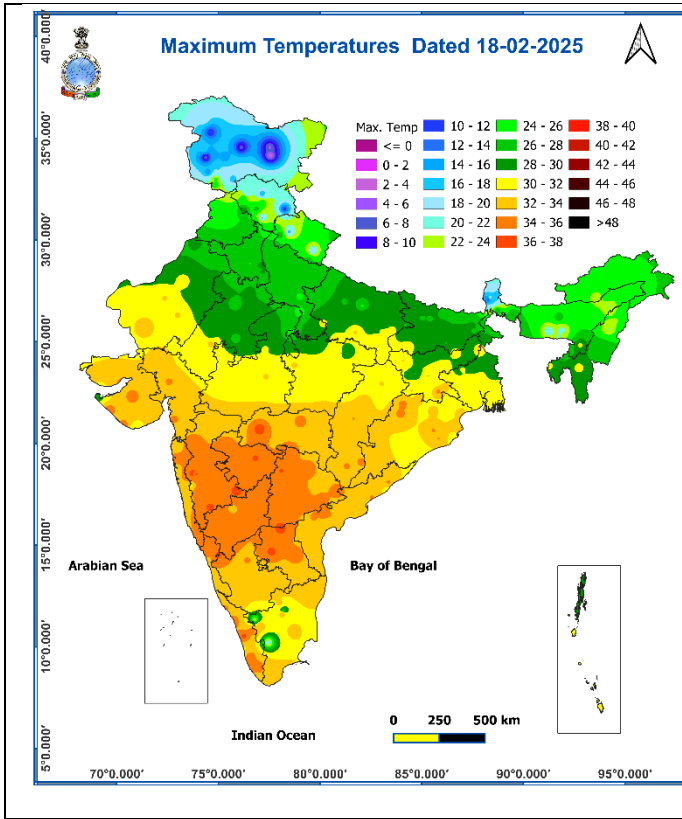 Maximum Temperatures Dated 18-02-2025
Max. Temp
<= 0
0 - 2
2 - 4
4 - 6
6 - 8
8 - 10
10 - 12
12 - 14
14 - 16
16 - 18
18 - 20
20 - 22
22 - 24
24 - 26
26 - 28
28 - 30
30 - 32
32 - 34
34 - 36
36 - 38
38 - 40
40 - 42
42 - 44
44 - 46
46 - 48
>48
40°0.000'
35°0.000'
30°0.000'
25°0.000'
20°0.000'
15°0.000'
10°0.000'
5°0.000'
Arabian Sea
Bay of Bengal
Indian Ocean
0 250 500 km
70°0.000' 75°0.000' 80°0.000' 85°0.000' 90°0.000' 95°0.000'